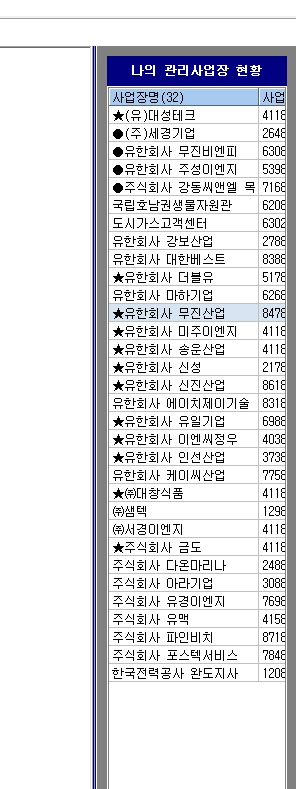 나의 관리사업장 현황
사업장명(32) 사업
★(유)대성테크 4118
●(주)세경기업 2648
●유한회사 무진비엔피 6308
●유한회사 주성이엔지 5398
●주식회사 강동씨앤엘 목 7168
국립호남권생물자원관 6208
도시가스고객센터 6302
유한회사 강보산업 2788
유한회사 대한베스트 8388
★유한회사 더블유 5178
유한회사 마하기업 6268
★유한회사 무진산업 8478
★유한회사 미주이엔지 4118
★유한회사 송운산업 4118
★유한회사 신성 2178
★유한회사 신진산업 8618
유한회사 에이치제이기술 8318
★유한회사 유일기업 6988
★유한회사 이엔씨정우 4038
★유한회사 인선산업 3738
유한회사 케이씨산업 7758
★㈜대창식품 4118
㈜샘텍 1298
㈜서경이엔지 4118
★주식회사 금도 4118
주식회사 다온마리나 2488
주식회사 아라기업 3088
주식회사 유경이엔지 7698
주식회사 유맥 4158
주식회사 파인비치 8718
주식회사 포스텍서비스 7848
한국전력공사 완도지사 1208